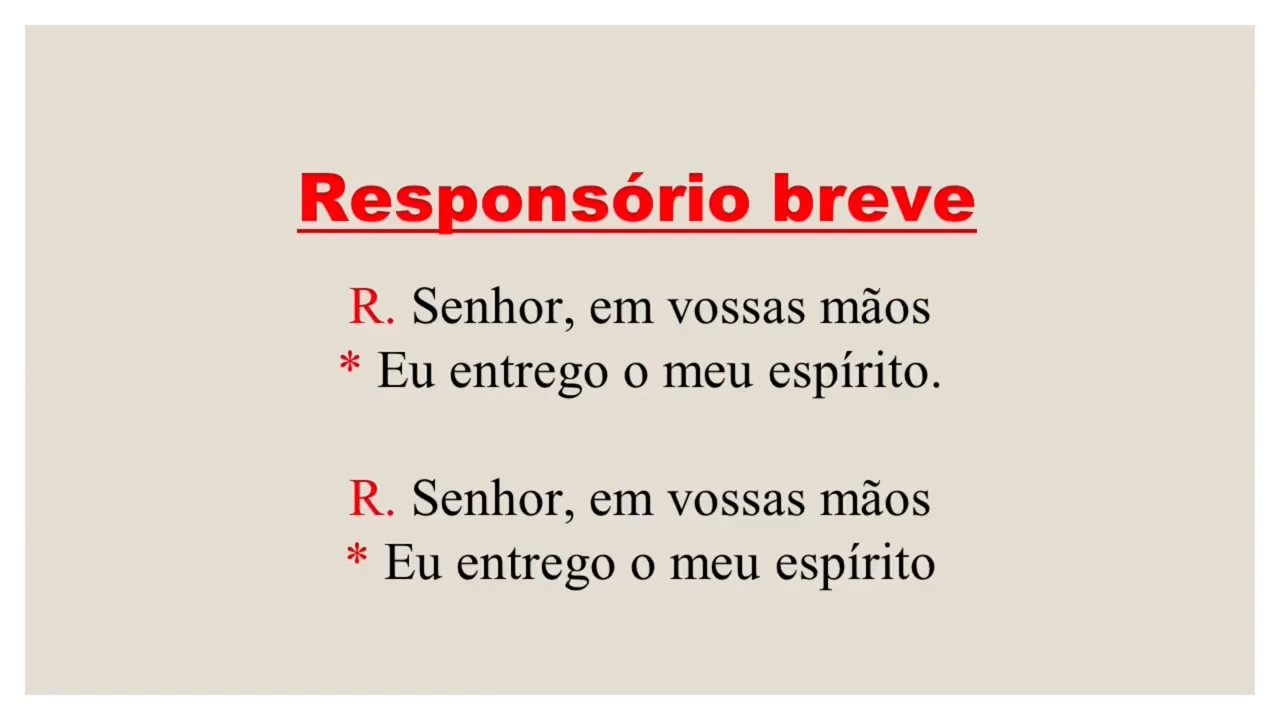 Responsório breve
R. Senhor, em vossas mãos
* Eu entrego o meu espírito.
R. Senhor, em vossas mãos
* Eu entrego o meu espírito